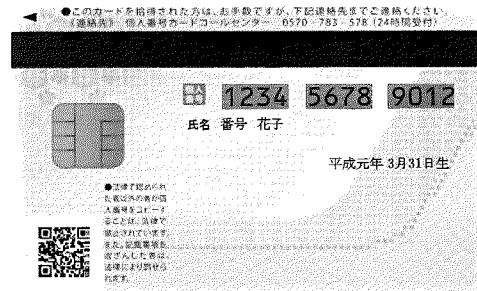 ●このカードを拾得された方は、お手数ですが、下記連絡先までご連絡ください。
《連絡先》 個人番号カードコールセンター 0570-783-578 (24時間受付)
個人番号 1234 5678 9012
氏名 番号 花子
平成元年 3月31日生
●法律で認められ
た者以外の者が個
人番号をコピーす
ることは、法律で
禁止されています。
また、記載事項を
改ざんした者は、
法律により罰せら
れます。